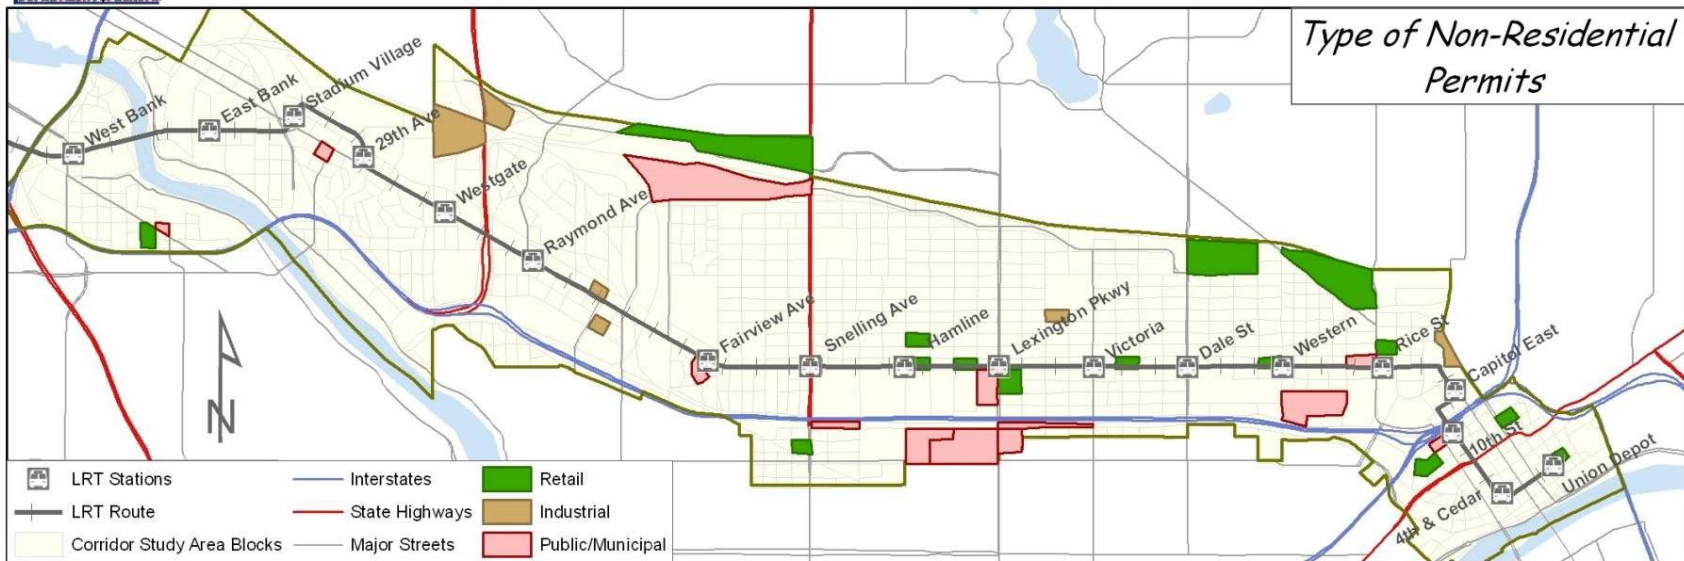 Type of Non-Residential
Permits
West Bank
East Bank
Stadium Village
29th Ave
Westgate
Raymond Ave
Fairview Ave
Snelling Ave
Hamline
Lexington Pkwy
Victoria
Dale St
Western
Rice St
Capitol East
10th St
4th & Cedar
Union Depot
N
LRT Stations
LRT Route
Corridor Study Area Blocks
Interstates
State Highways
Major Streets
Retail
Industrial
Public/Municipal